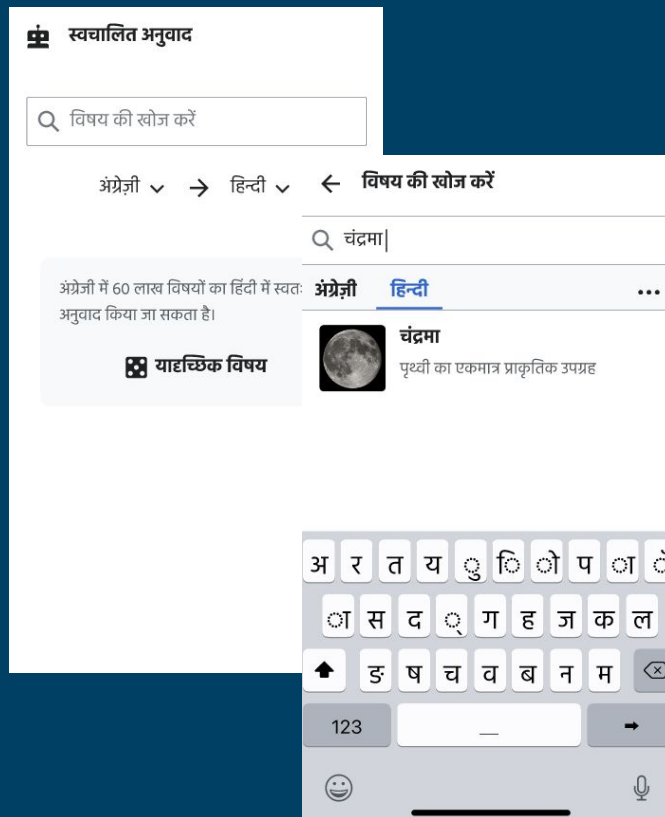 स्वचालित अनुवाद
विषय की खोज करें
अंग्रेज़ी → हिन्दी
अंग्रेजी में 60 लाख विषयों का हिंदी में स्वतः
अनुवाद किया जा सकता है।
यादृच्छिक विषय
← विषय की खोज करें
चंद्रमा
अंग्रेज़ी हिन्दी ...
चंद्रमा
पृथ्वी का एकमात्र प्राकृतिक उपग्रह
अ र त य ु ि ो प ा
ा स द ् ग ह ज क ल
ङ ष च व ब न म
123